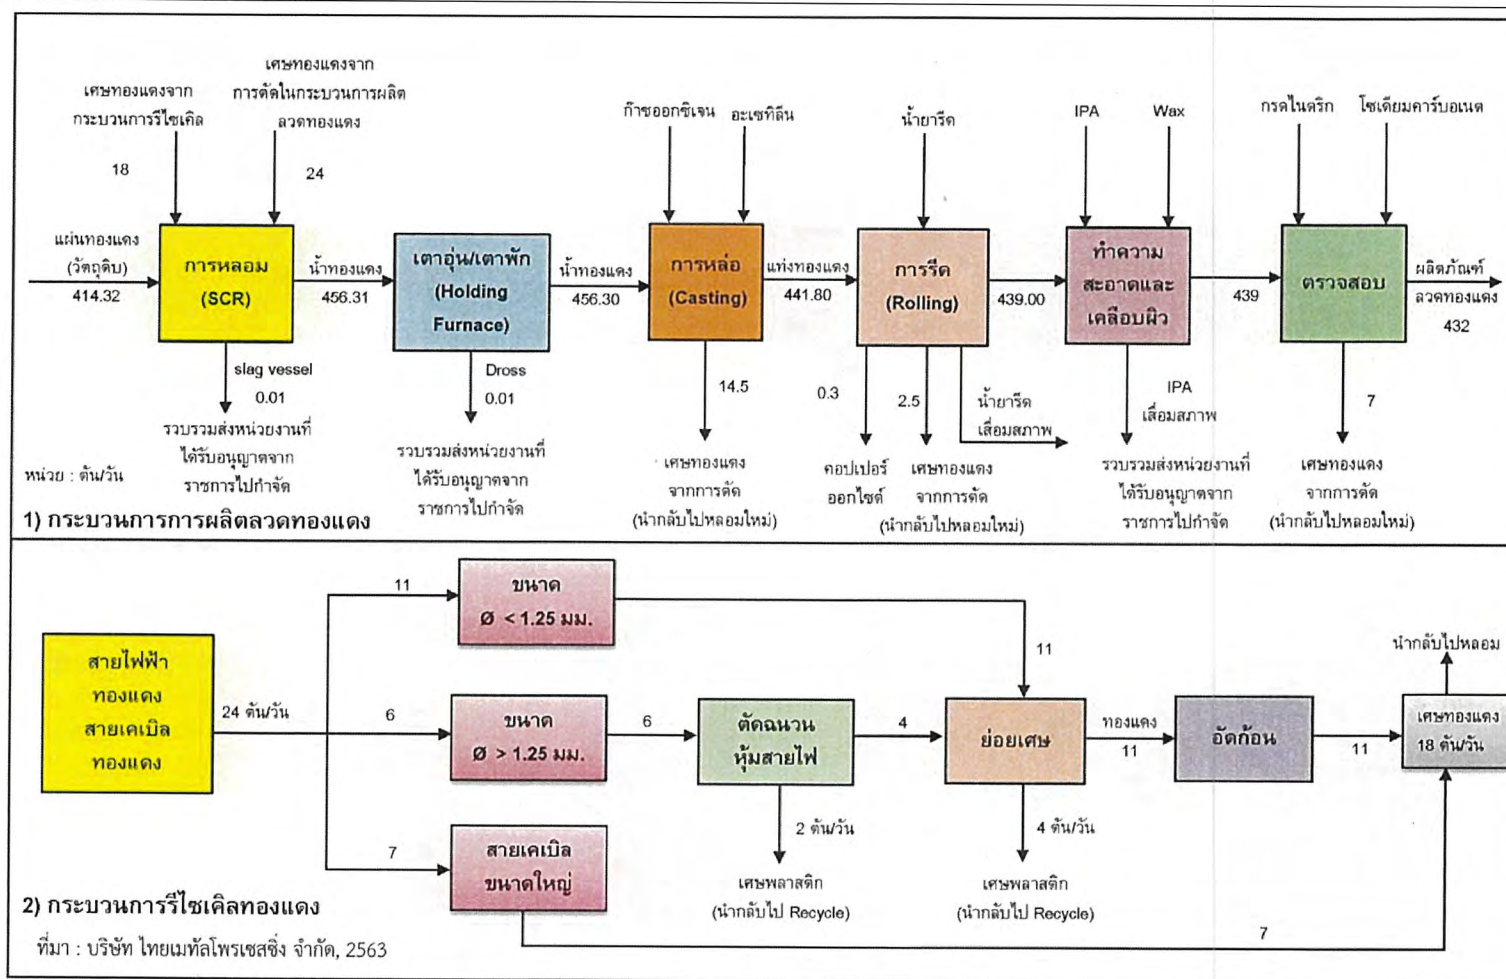 เศษทองแดงจาก
กระบวนการรีไซเคิล
18
เศษทองแดงจาก
การตัดในกระบวนการผลิต
ลวดทองแดง
24
ก๊าซออกซิเจน
อะเซทิลีน
น้ำยารีด
IPA
Wax
กรดไนตริก
โซเดียมคาร์บอเนต
แผ่นทองแดง
(วัตถุดิบ)
414.32
การหลอม
(SCR)
น้ำทองแดง
456.31
เตาอุ่น/เตาพัก
(Holding
Furnace)
น้ำทองแดง
456.30
การหล่อ
(Casting)
แท่งทองแดง
441.80
การรีด
(Rolling)
439.00
ทำความ
สะอาดและ
เคลือบผิว
439
ตรวจสอบ
ผลิตภัณฑ์
ลวดทองแดง
432
slag vessel
0.01
รวบรวมส่งหน่วยงานที่
ได้รับอนุญาตจาก
ราชการไปกำจัด
Dross
0.01
รวบรวมส่งหน่วยงานที่
ได้รับอนุญาตจาก
ราชการไปกำจัด
14.5
เศษทองแดง
จากการตัด
(นำกลับไปหลอมใหม่)
0.3
คอปเปอร์
ออกไซด์
2.5
เศษทองแดง
จากการตัด
(นำกลับไปหลอมใหม่)
น้ำยารีด
เสื่อมสภาพ
IPA
เสื่อมสภาพ
รวบรวมส่งหน่วยงานที่
ได้รับอนุญาตจาก
ราชการไปกำจัด
7
เศษทองแดง
จากการตัด
(นำกลับไปหลอมใหม่)
หน่วย : ตัน/วัน
1) กระบวนการการผลิตลวดทองแดง
สายไฟฟ้า
ทองแดง
สายเคเบิล
ทองแดง
24 ตัน/วัน
11
ขนาด
Ø < 1.25 มม.
11
6
ขนาด
Ø > 1.25 มม.
6
ตัดฉนวน
หุ้มสายไฟ
4
ย่อยเศษ
ทองแดง
11
อัดก้อน
11
นำกลับไปหลอม
เศษทองแดง
18 ตัน/วัน
2 ตัน/วัน
เศษพลาสติก
(นำกลับไป Recycle)
4 ตัน/วัน
เศษพลาสติก
(นำกลับไป Recycle)
7
สายเคเบิล
ขนาดใหญ่
7
2) กระบวนการรีไซเคิลทองแดง
ที่มา : บริษัท ไทยเมทัลโพรเซสซิ่ง จำกัด, 2563